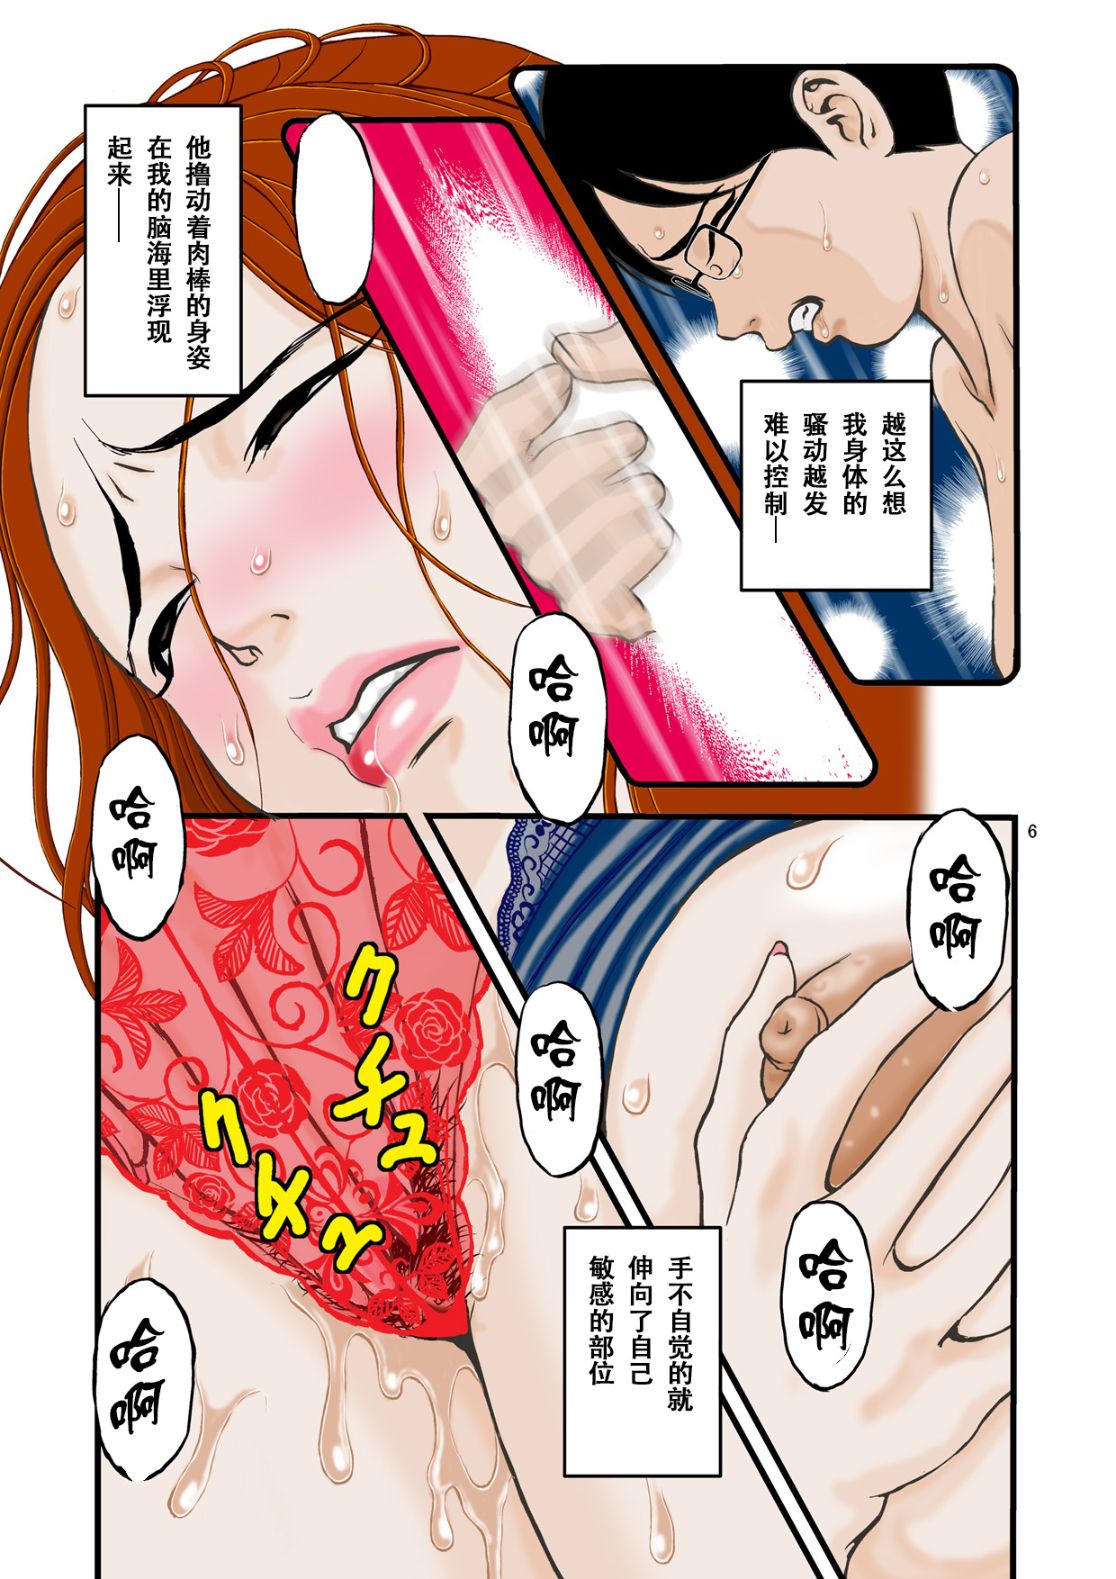 越这么想
我身体的
骚动越发
难以控制—
他撸动着肉棒的身姿
在我的脑海里浮现
起来—
哈啊
6
哈啊
哈啊
手不自觉的就
伸向了自己
敏感的部位
哈啊
哈啊
クチュ
クチュ
哈啊